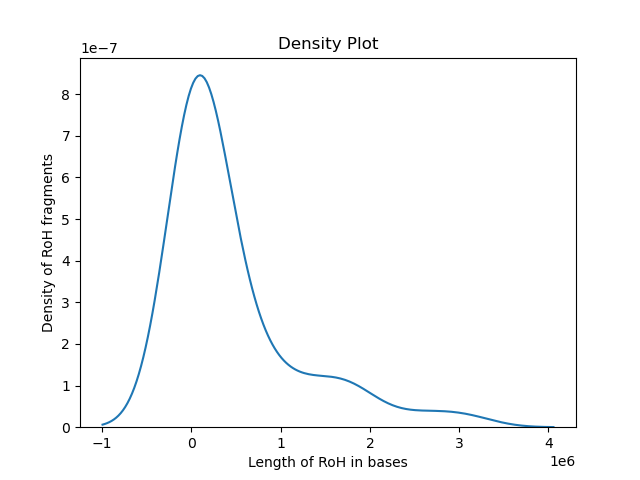 Density Plot
1e−7
8
7
6
5
4
3
2
1
0
Density of RoH fragments
−1 0 1 2 3 4
1e6
Length of RoH in bases